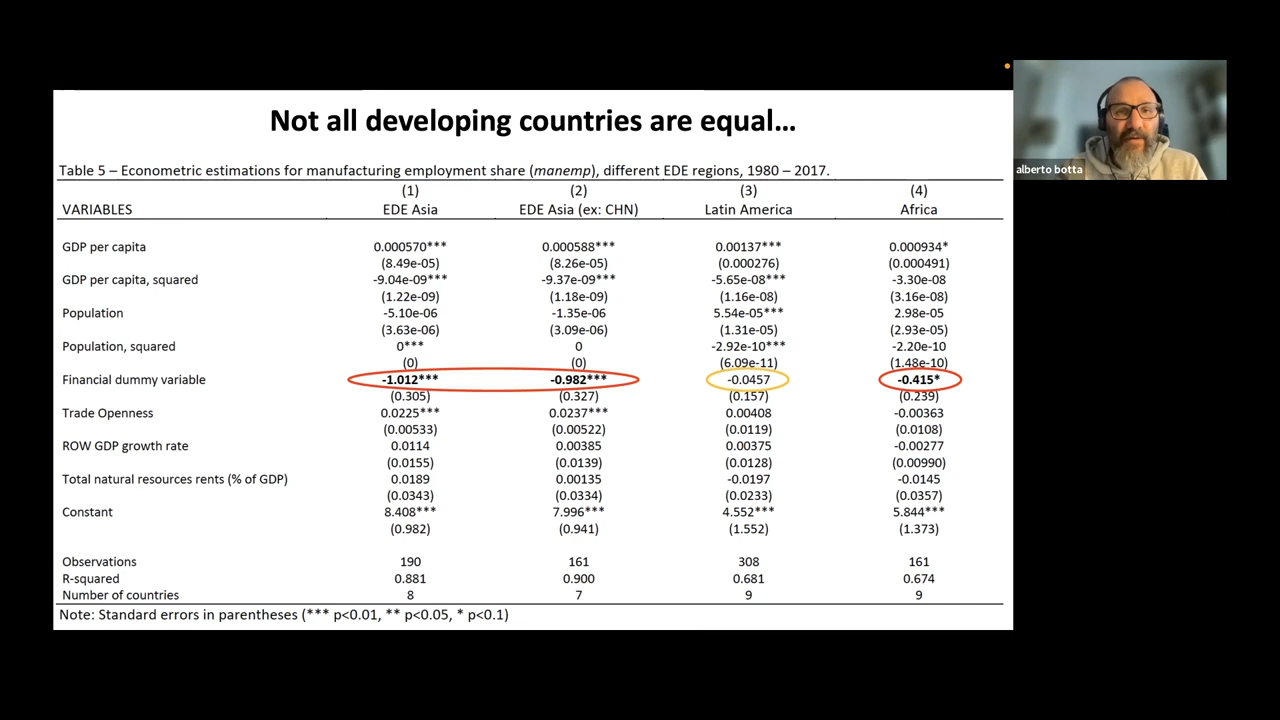 Not all developing countries are equal…
alberto botta
Table 5 – Econometric estimations for manufacturing employment share (manemp), different EDE regions, 1980 – 2017.
(1) (2) (3) (4)
VARIABLES EDE Asia EDE Asia (ex: CHN) Latin America Africa
GDP per capita 0.000570*** 0.000588*** 0.00137*** 0.000934*
(8.49e-05) (8.26e-05) (0.000276) (0.000491)
GDP per capita, squared -9.04e-09*** -9.37e-09*** -5.65e-08*** -3.30e-08
(1.22e-09) (1.18e-09) (1.16e-08) (3.16e-08)
Population -5.10e-06 -1.35e-06 5.54e-05*** 2.98e-05
(3.63e-06) (3.09e-06) (1.31e-05) (2.93e-05)
Population, squared 0*** 0 -2.92e-10*** -2.20e-10
(0) (0) (6.09e-11) (1.48e-10)
Financial dummy variable -1.012*** -0.982*** -0.0457 -0.415*
(0.305) (0.327) (0.157) (0.239)
Trade Openness 0.0225*** 0.0237*** 0.00408 -0.00363
(0.00533) (0.00522) (0.0119) (0.0108)
ROW GDP growth rate 0.0114 0.00385 0.00375 -0.00277
(0.0155) (0.0139) (0.0128) (0.00990)
Total natural resources rents (% of GDP) 0.0189 0.00135 -0.0197 -0.0145
(0.0343) (0.0334) (0.0233) (0.0357)
Constant 8.408*** 7.996*** 4.552*** 5.844***
(0.982) (0.941) (1.552) (1.373)
Observations 190 161 308 161
R-squared 0.881 0.900 0.681 0.674
Number of countries 8 7 9 9
Note: Standard errors in parentheses (*** p<0.01, ** p<0.05, * p<0.1)